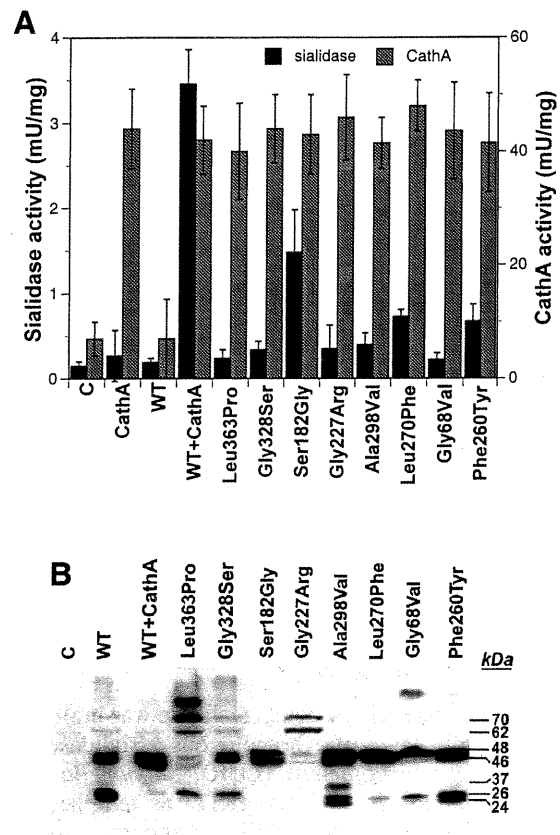 A
sialidase CathA
Sialidase activity (mU/mg)
4
3
2
1
0
CathA activity (mU/mg)
60
40
20
0
C
CathA
WT
WT+CathA
Leu363Pro
Gly328Ser
Ser182Gly
Gly227Arg
Ala298Val
Leu270Phe
Gly68Val
Phe260Tyr
B
C
WT
WT+CathA
Leu363Pro
Gly328Ser
Ser182Gly
Gly227Arg
Ala298Val
Leu270Phe
Gly68Val
Phe260Tyr
kDa
70
62
48
46
37
26
24